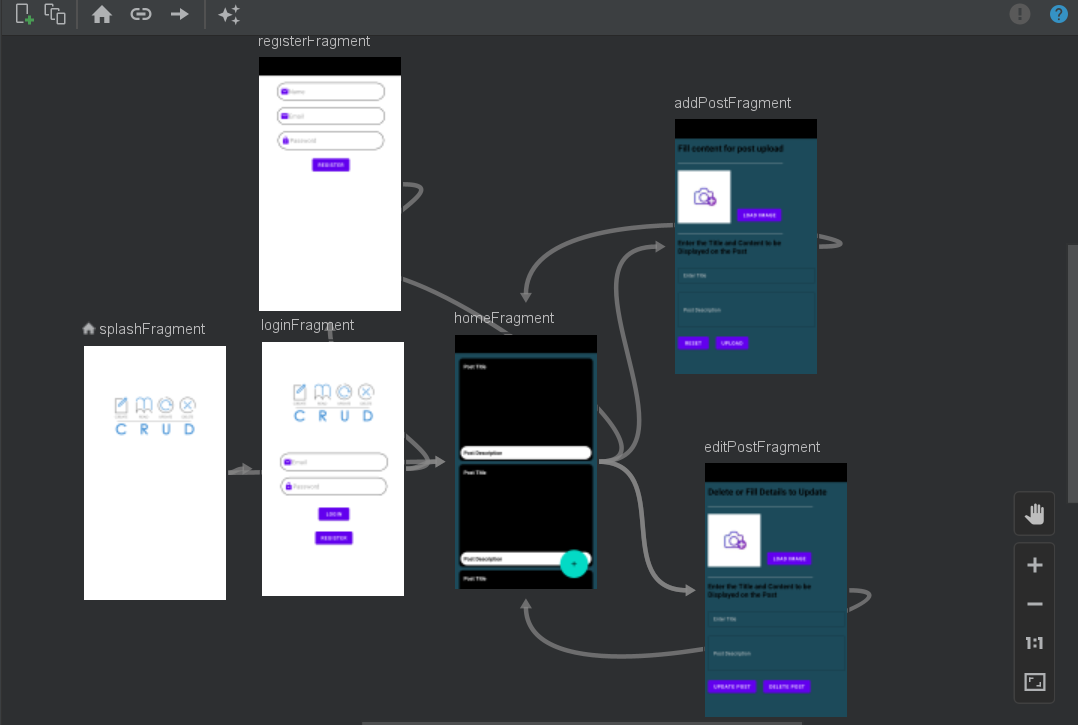 registerFragment
Name
Email
Password
REGISTER
addPostFragment
Fill content for post upload
LOAD IMAGE
Enter the Title and Content to be
Displayed on the Post
Enter Title
Post Description
RESET UPLOAD
splashFragment
CREATE READ UPDATE DELETE
C R U D
loginFragment
CREATE READ UPDATE DELETE
C R U D
Email
Password
LOGIN
REGISTER
homeFragment
Post Title
Post Description
Post Title
Post Description
+
Post Title
editPostFragment
Delete or Fill Details to Update
LOAD IMAGE
Enter the Title and Content to be
Displayed on the Post
Enter Title
Post Description
UPDATE POST DELETE POST
1:1